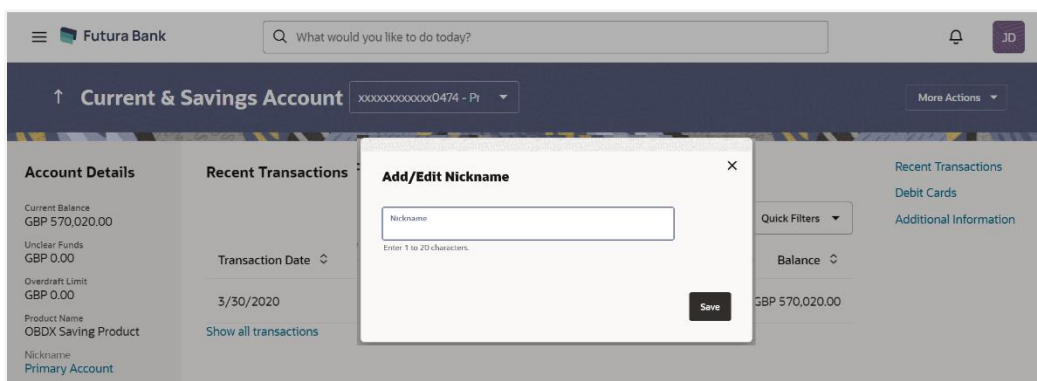 Futura Bank
What would you like to do today?
JD
Current & Savings Account
xxxxxxxxxxxx0474 - Pr
More Actions
Account Details
Current Balance
GBP 570,020.00
Unclear Funds
GBP 0.00
Overdraft Limit
GBP 0.00
Product Name
OBDX Saving Product
Nickname
Primary Account
Recent Transactions
Transaction Date
3/30/2020
Show all transactions
Add/Edit Nickname
Nickname
Enter 1 to 20 characters.
Save
Quick Filters
Balance
GBP 570,020.00
Recent Transactions
Debit Cards
Additional Information